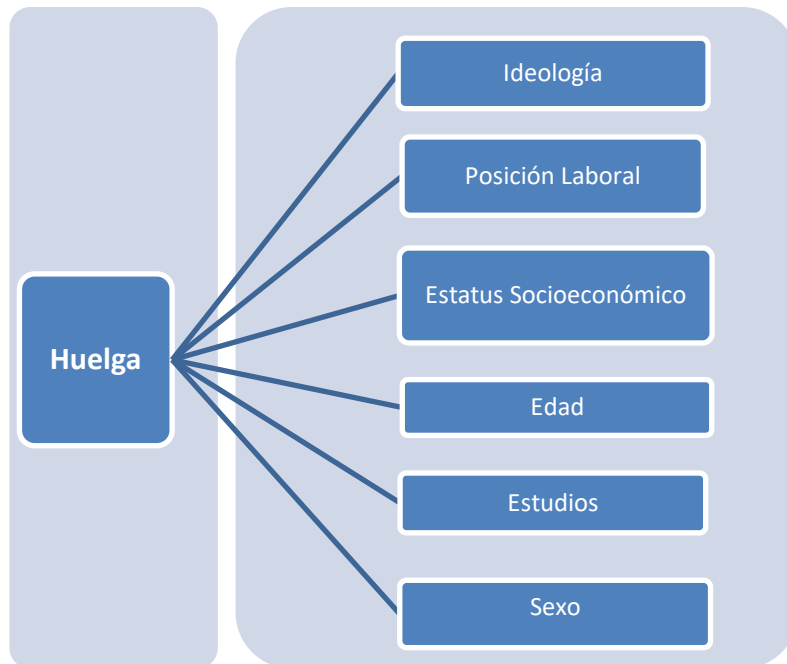 Ideología
Posición Laboral
Estatus Socioeconómico
Huelga
Edad
Estudios
Sexo